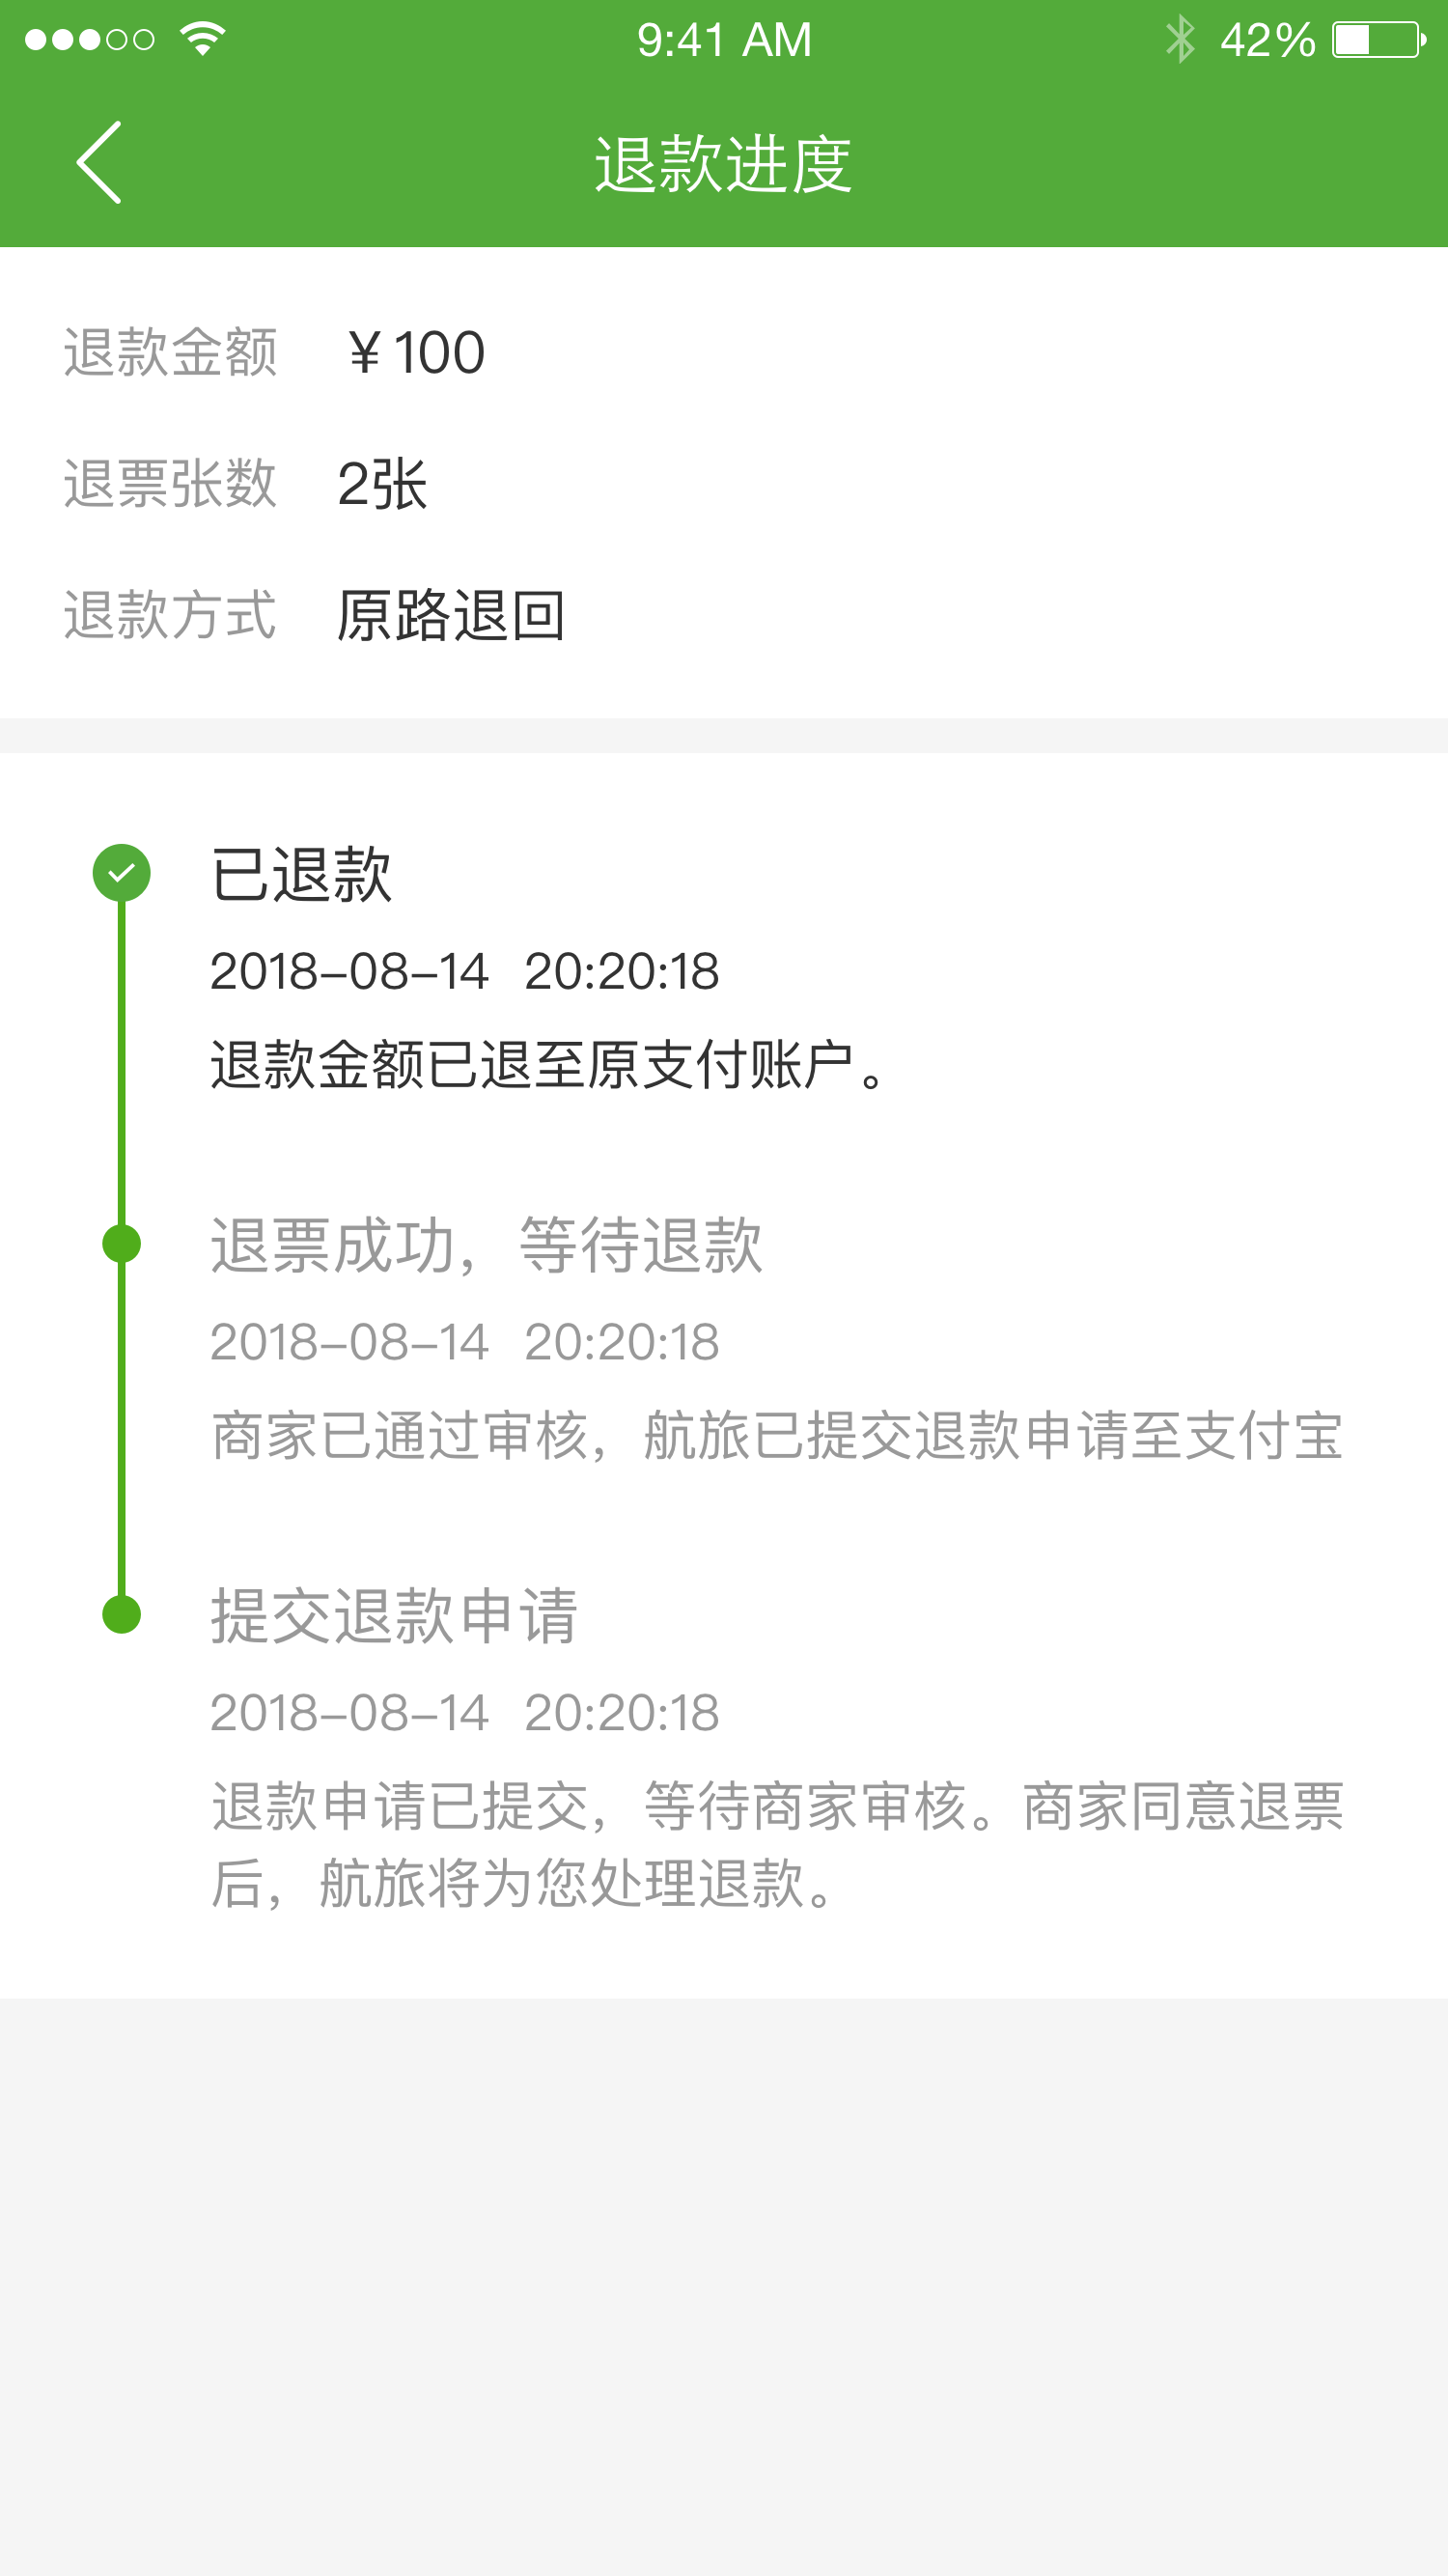 9:41 AM
42%
退款进度
退款金额 ￥100
退票张数 2张
退款方式 原路退回
已退款
2018-08-14 20:20:18
退款金额已退至原支付账户。
退票成功，等待退款
2018-08-14 20:20:18
商家已通过审核，航旅已提交退款申请至支付宝
提交退款申请
2018-08-14 20:20:18
退款申请已提交，等待商家审核。商家同意退票
后，航旅将为您处理退款。